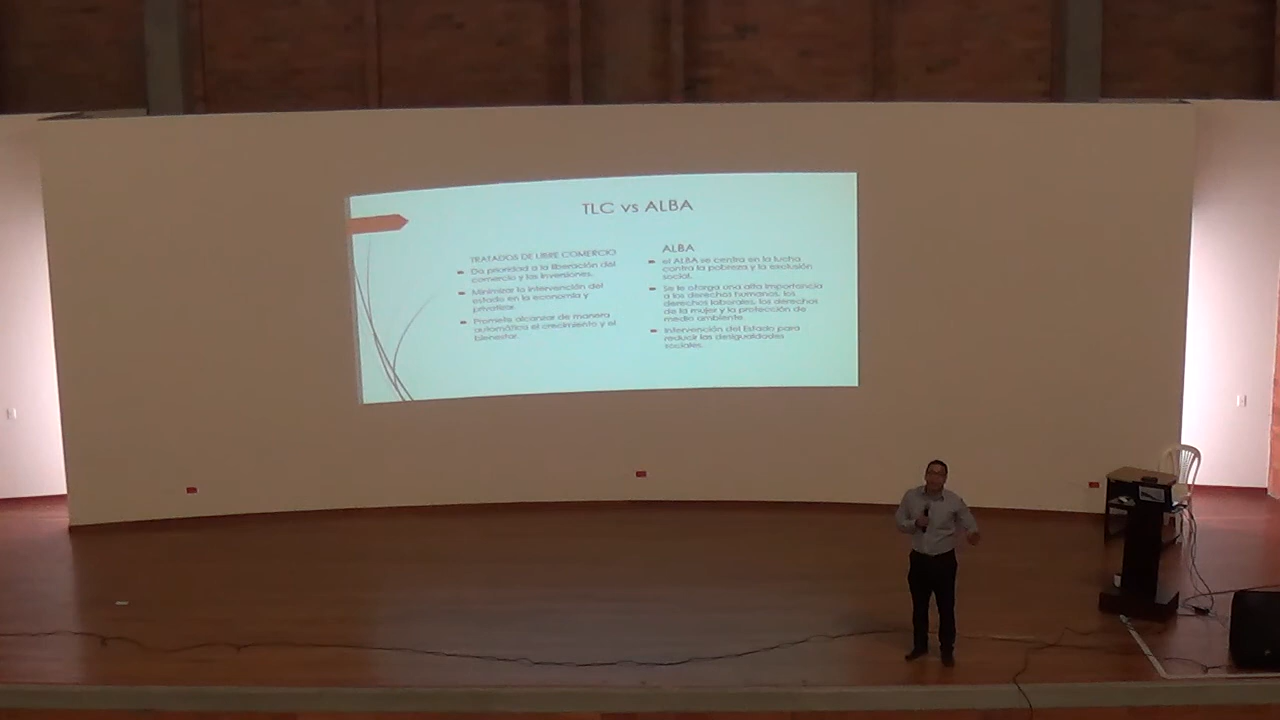 TLC vs ALBA
TRATADOS DE LIBRE COMERCIO
Da prioridad a la liberación del
comercio y las inversiones.
Minimizar la intervención del
estado en la economía y
privatizar.
Promete alcanzar de manera
automática el crecimiento y el
bienestar.
ALBA
el ALBA se centra en la lucha
contra la pobreza y la exclusión
social.
Se le otorga una alta importancia
a los derechos humanos, los
derechos laborales, los derechos
de la mujer y la protección de
medio ambiente.
Intervención del Estado para
reducir las desigualdades
sociales.